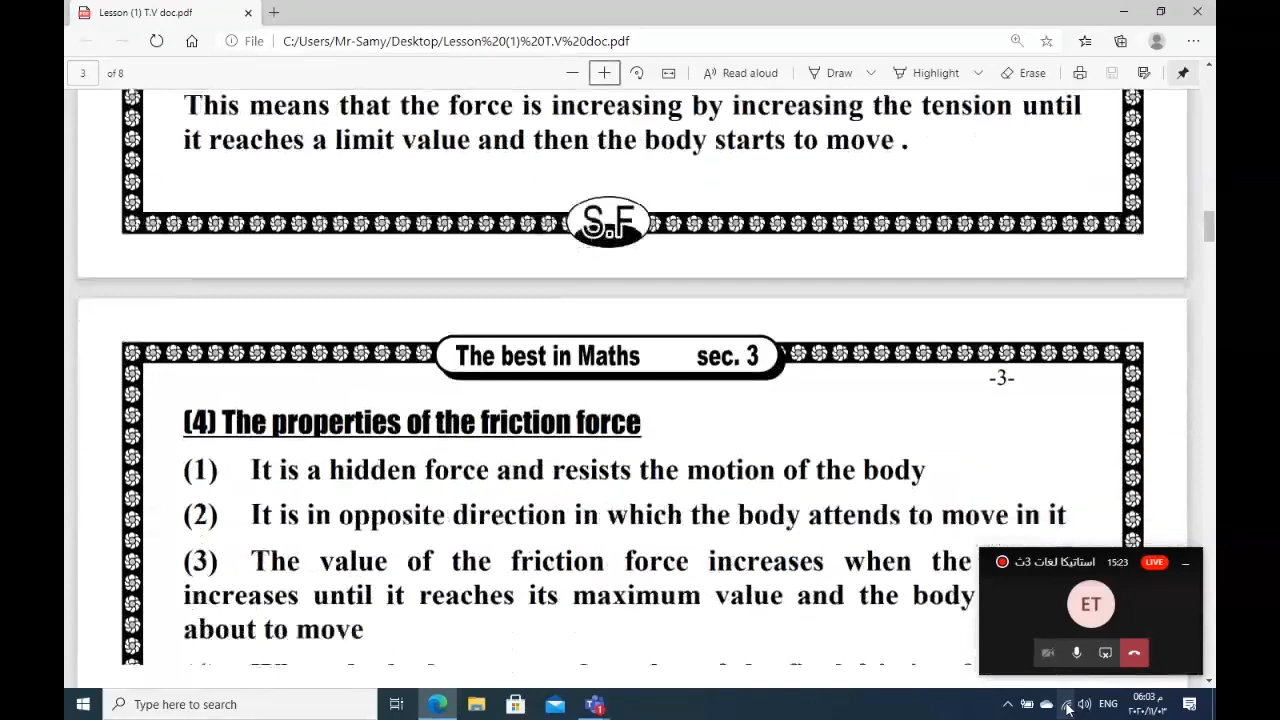 Lesson (1) T.V doc.pdf
File C:/Users/Mr-Samy/Desktop/Lesson%20(1)%20T.V%20doc.pdf
3 of 8 Read aloud Draw Highlight Erase
This means that the force is increasing by increasing the tension until
it reaches a limit value and then the body starts to move .
S.F
The best in Maths sec. 3
-3-
(4) The properties of the friction force
(1) It is a hidden force and resists the motion of the body
(2) It is in opposite direction in which the body attends to move in it
(3) The value of the friction force increases when the
increases until it reaches its maximum value and the body
about to move
استاتيكا لغات 3ث 15:23 LIVE
ET
Type here to search
ENG
06:03 م
٢٠٢٠/١١/٠٣